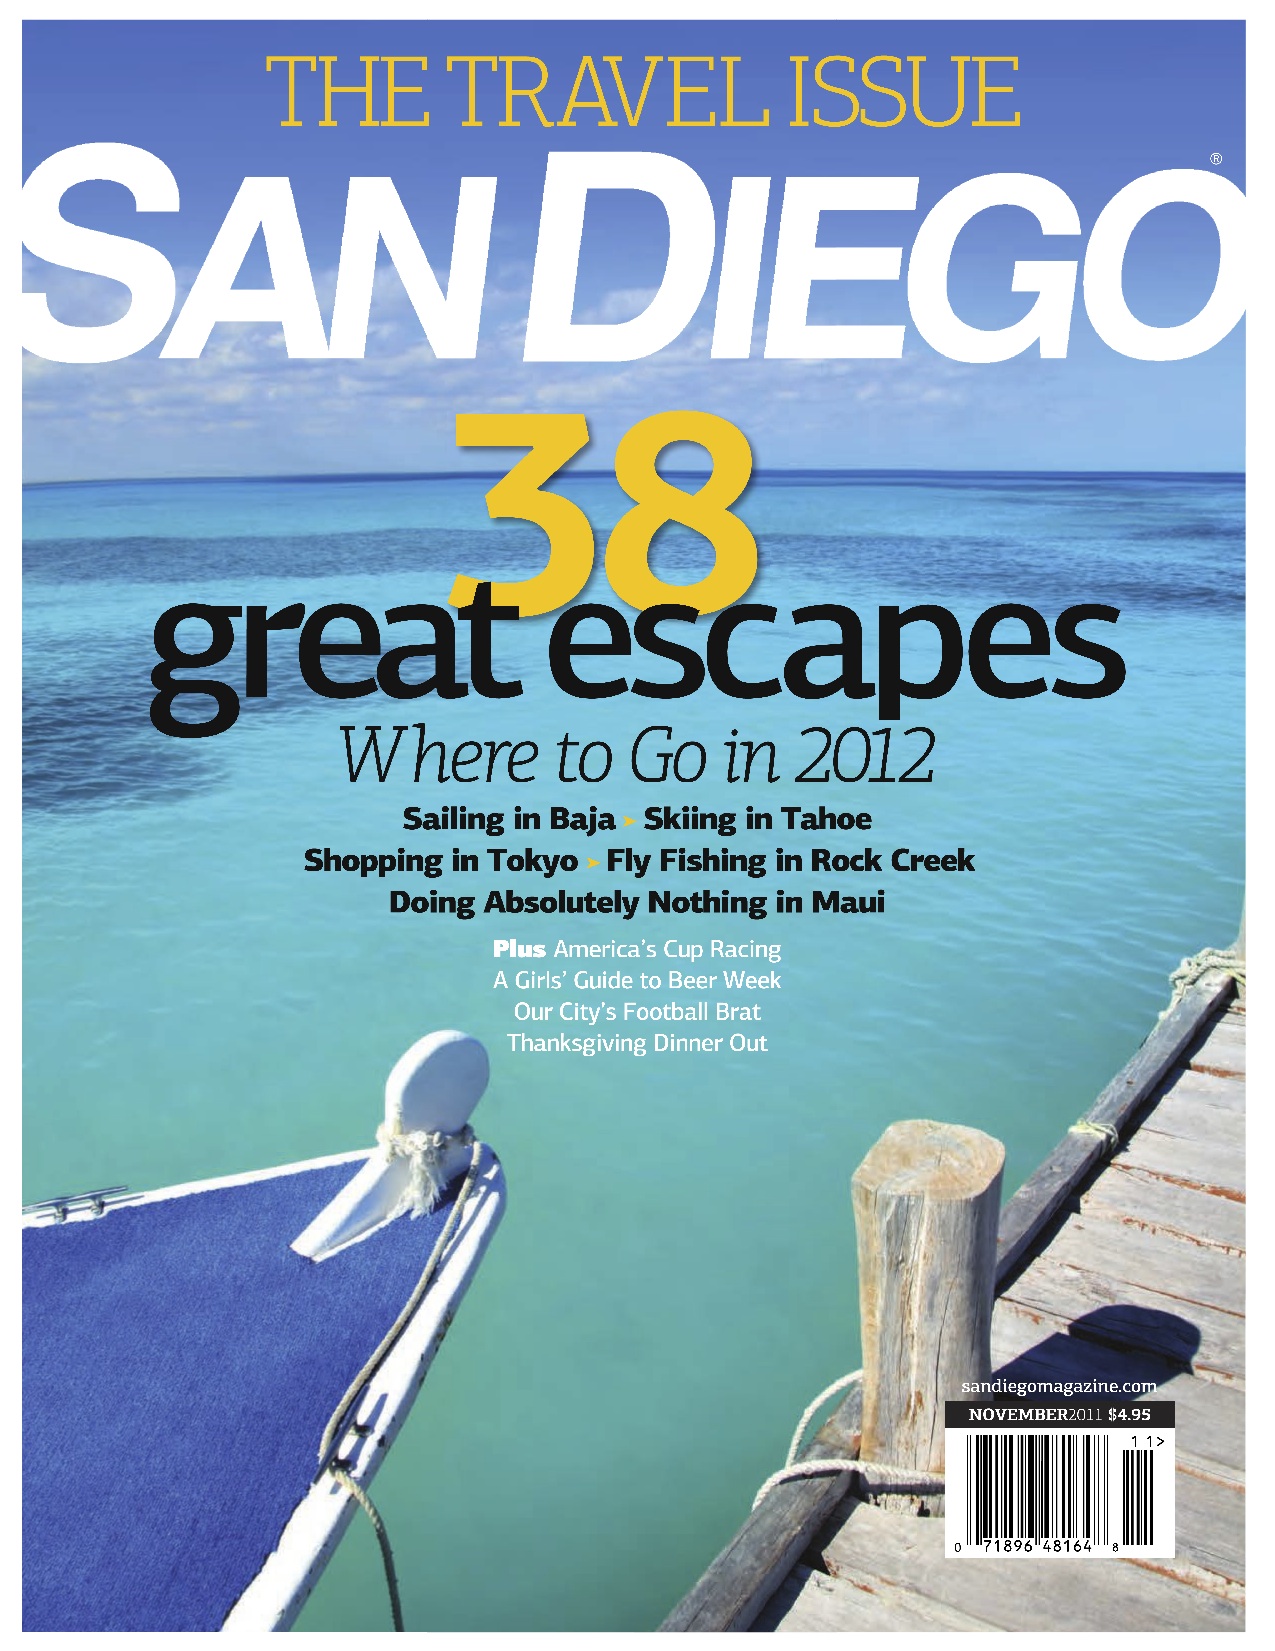 THE TRAVEL ISSUE
SAN DIEGO®
38
great escapes
Where to Go in 2012
Sailing in Baja > Skiing in Tahoe
Shopping in Tokyo > Fly Fishing in Rock Creek
Doing Absolutely Nothing in Maui
Plus America's Cup Racing
A Girls' Guide to Beer Week
Our City's Football Brat
Thanksgiving Dinner Out
sandiegomagazine.com
NOVEMBER2011 $4.95
11>
0 71896 48164 8